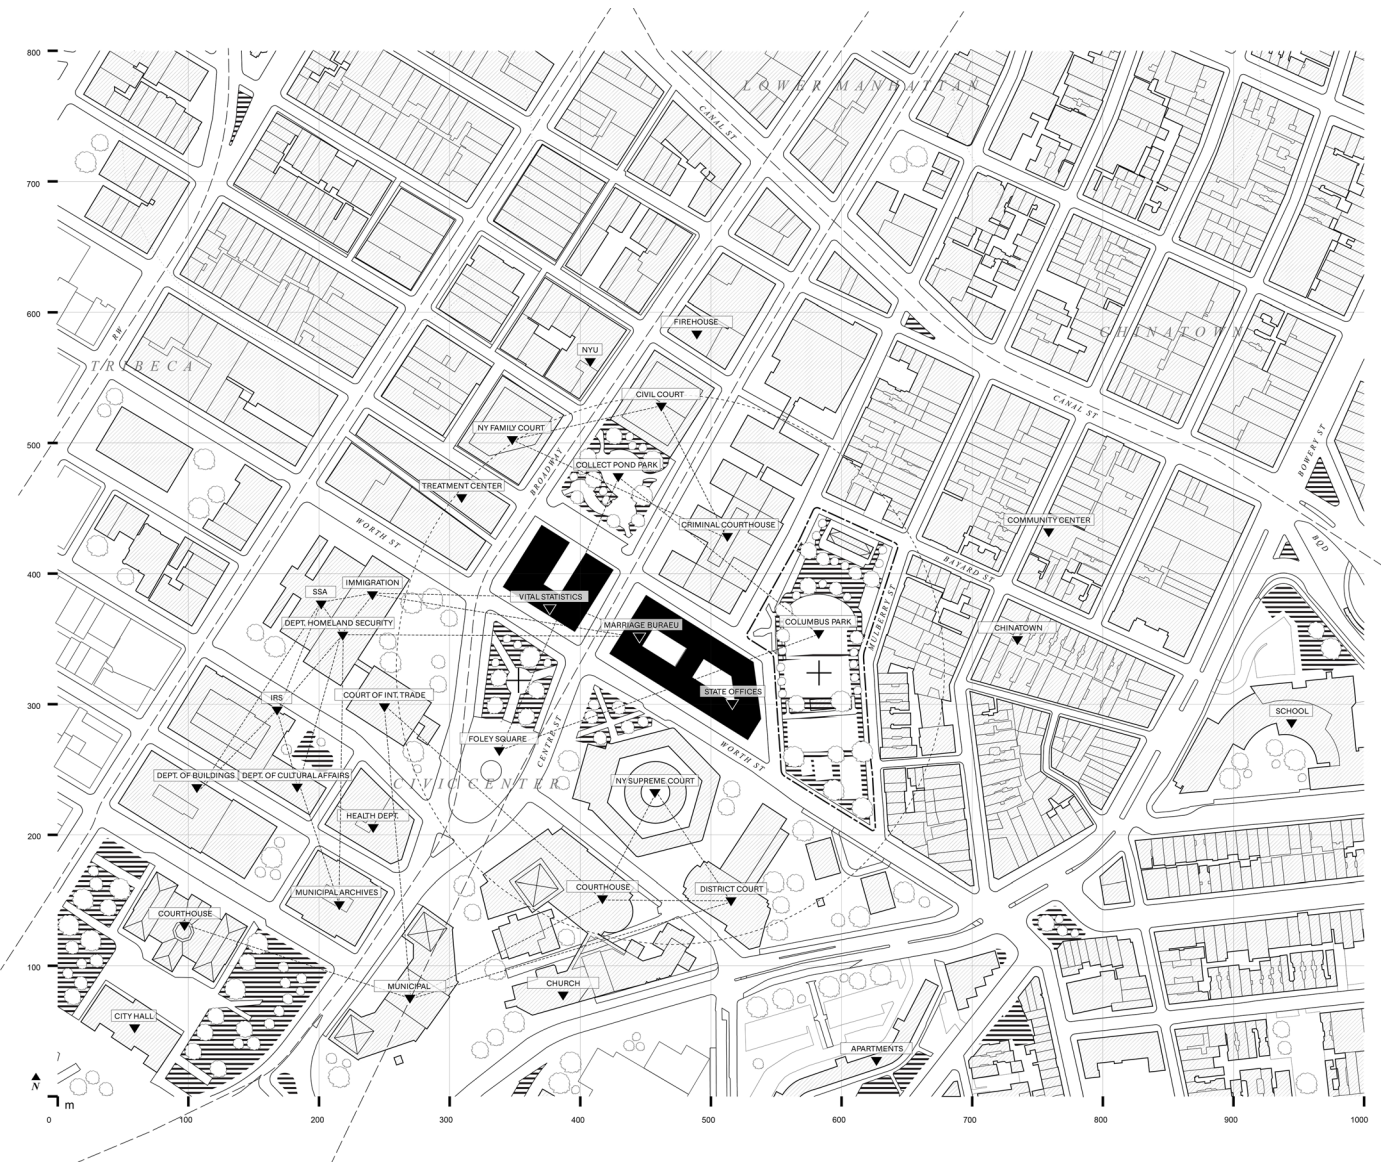 800
LOWER MANHATTAN
CANAL ST
700
600
FIREHOUSE
CHINATOWN
RW
NYU
TRIBECA
CIVIL COURT
CANAL ST
NY FAMILY COURT
500
BROADWAY
BOWERY ST
COLLECT POND PARK
TREATMENT CENTER
CRIMINAL COURTHOUSE
COMMUNITY CENTER
WORTH ST
BQD
400
BAYARD ST
IMMIGRATION
SSA
VITAL STATISTICS
MULBERRY ST
DEPT. HOMELAND SECURITY
MARRIAGE BURAEU
COLUMBUS PARK
CHINATOWN
IRS
COURT OF INT. TRADE
STATE OFFICES
300
SCHOOL
FOLEY SQUARE
CENTRE ST
WORTH ST
DEPT. OF BUILDINGS
DEPT. OF CULTURAL AFFAIRS
CIVIC CENTER
NY SUPREME COURT
HEALTH DEPT.
200
MUNICIPAL ARCHIVES
COURTHOUSE
DISTRICT COURT
COURTHOUSE
100
MUNICIPAL
CHURCH
CITY HALL
APARTMENTS
N
m
0 100 200 300 400 500 600 700 800 900 1000